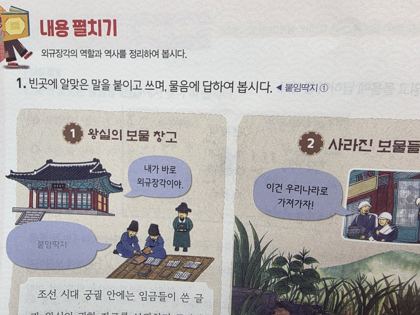 내용 펼치기
외규장각의 역할과 역사를 정리하여 봅시다.
1. 빈곳에 알맞은 말을 붙이고 쓰며, 물음에 답하여 봅시다. ◀ 붙임딱지 ①
1 왕실의 보물 창고
내가 바로
외규장각이야.
붙임딱지
조선 시대 궁궐 안에는 임금들이 쓴 글
2 사라진 보물들
이건 우리나라로
가져가자!